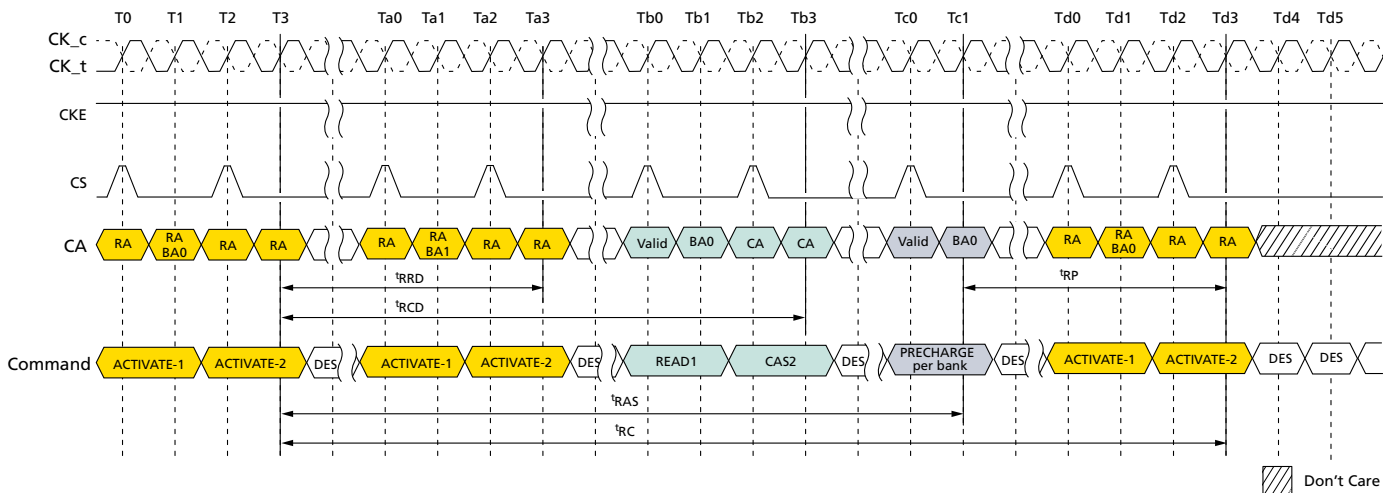 T0 T1 T2 T3 Ta0 Ta1 Ta2 Ta3 Tb0 Tb1 Tb2 Tb3 Tc0 Tc1 Td0 Td1 Td2 Td3 Td4 Td5
CK_c
CK_t
CKE
CS
CA RA RA BA0 RA RA RA RA BA1 RA RA Valid BA0 CA CA Valid BA0 RA RA BA0 RA RA
tRRD tRP
tRCD
Command ACTIVATE-1 ACTIVATE-2 DES ACTIVATE-1 ACTIVATE-2 DES READ1 CAS2 DES PRECHARGE per bank DES ACTIVATE-1 ACTIVATE-2 DES DES
tRAS
tRC
Don't Care